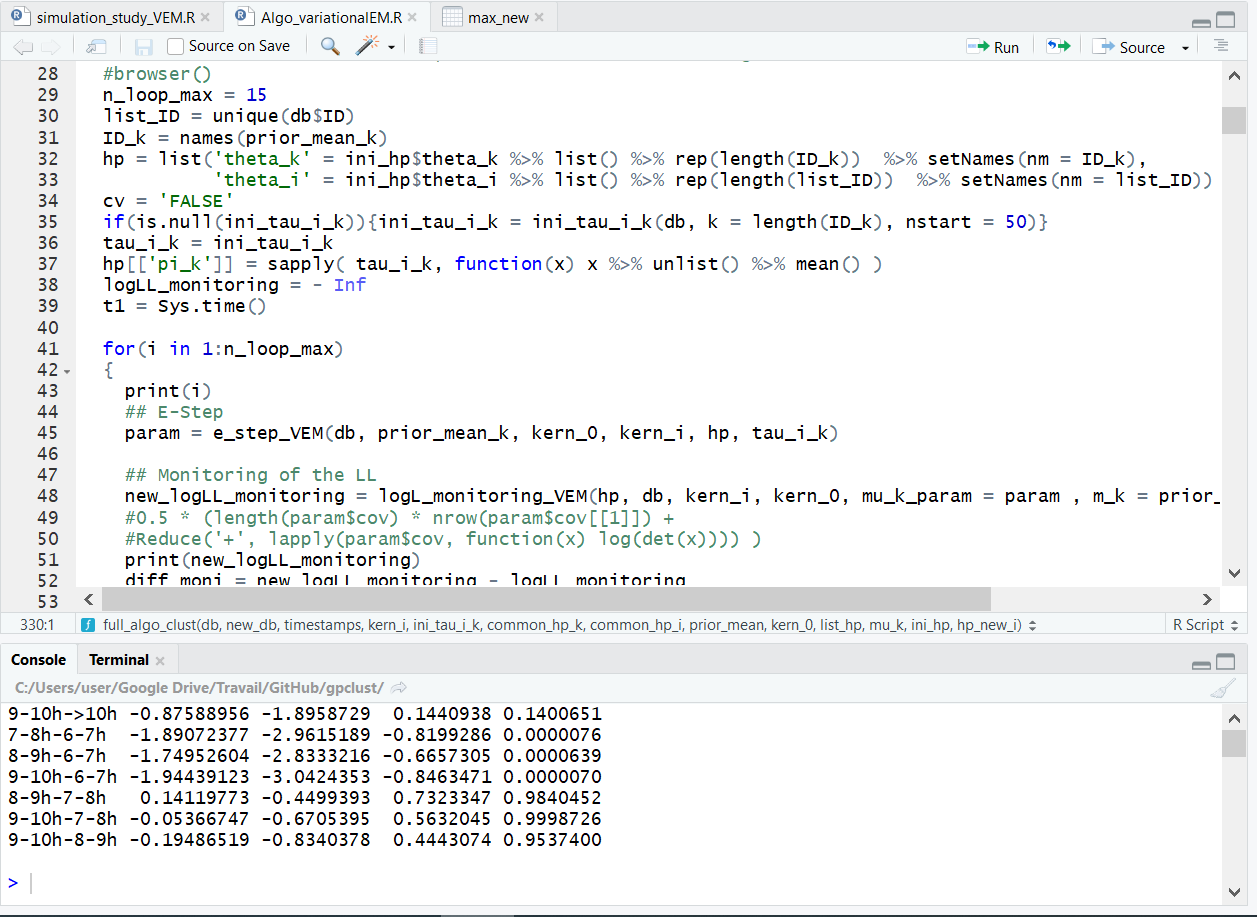 simulation_study_VEM.R Algo_variationalEM.R max_new
Source on Save Run Source
28 #browser()
29 n_loop_max = 15
30 list_ID = unique(db$ID)
31 ID_k = names(prior_mean_k)
32 hp = list('theta_k' = ini_hp$theta_k %>% list() %>% rep(length(ID_k))  %>% setNames(nm = ID_k),
33 'theta_i' = ini_hp$theta_i %>% list() %>% rep(length(list_ID))  %>% setNames(nm = list_ID))
34 cv = 'FALSE'
35 if(is.null(ini_tau_i_k)){ini_tau_i_k = ini_tau_i_k(db, k = length(ID_k), nstart = 50)}
36 tau_i_k = ini_tau_i_k
37 hp[['pi_k']] = sapply( tau_i_k, function(x) x %>% unlist() %>% mean() )
38 logLL_monitoring = - Inf
39 t1 = Sys.time()
40
41 for(i in 1:n_loop_max)
42 {
43 print(i)
44 ## E-Step
45 param = e_step_VEM(db, prior_mean_k, kern_0, kern_i, hp, tau_i_k)
46
47 ## Monitoring of the LL
48 new_logLL_monitoring = logL_monitoring_VEM(hp, db, kern_i, kern_0, mu_k_param = param , m_k = prior_
49 #0.5 * (length(param$cov) * nrow(param$cov[[1]]) +
50 #Reduce('+', lapply(param$cov, function(x) log(det(x)))) )
51 print(new_logLL_monitoring)
52 diff_moni = new_logLL_monitoring - logLL_monitoring
53
330:1 full_algo_clust(db, new_db, timestamps, kern_i, ini_tau_i_k, common_hp_k, common_hp_i, prior_mean, kern_0, list_hp, mu_k, ini_hp, hp_new_i) R Script
Console Terminal
C:/Users/user/Google Drive/Travail/GitHub/gpclust/
9-10h->10h -0.87588956 -1.8958729 0.1440938 0.1400651
7-8h-6-7h -1.89072377 -2.9615189 -0.8199286 0.0000076
8-9h-6-7h -1.74952604 -2.8333216 -0.6657305 0.0000639
9-10h-6-7h -1.94439123 -3.0424353 -0.8463471 0.0000070
8-9h-7-8h 0.14119773 -0.4499393 0.7323347 0.9840452
9-10h-7-8h -0.05366747 -0.6705395 0.5632045 0.9998726
9-10h-8-9h -0.19486519 -0.8340378 0.4443074 0.9537400
>